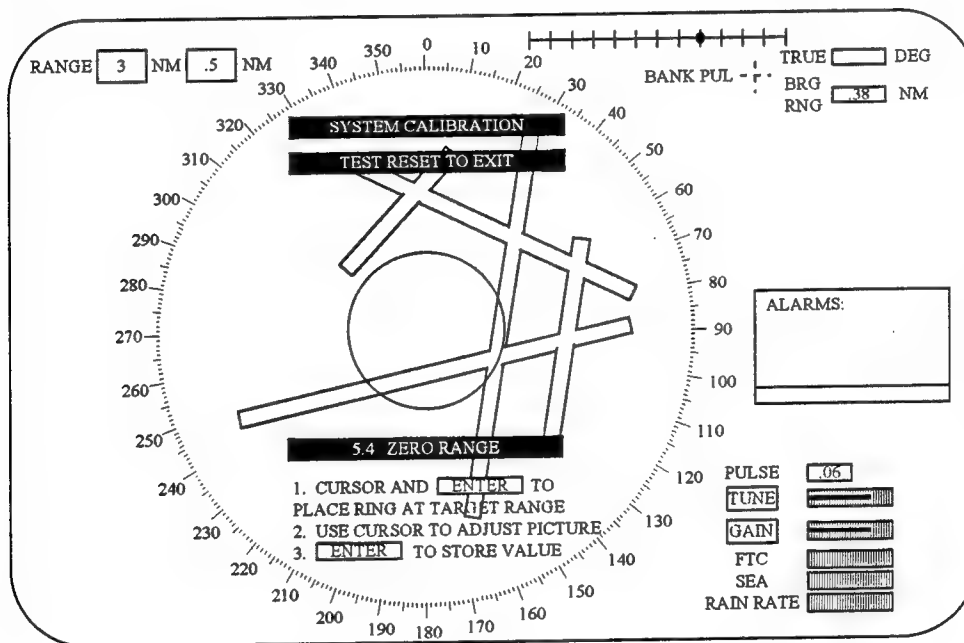 RANGE 3 NM .5 NM
BANK PUL
TRUE DEG
BRG
RNG .38 NM
0
10
20
30
40
50
60
70
80
90
100
110
120
130
140
150
160
170
180
190
200
210
220
230
240
250
260
270
280
290
300
310
320
330
340
350
SYSTEM CALIBRATION
TEST RESET TO EXIT
ALARMS:
5.4 ZERO RANGE
1. CURSOR AND ENTER TO
PLACE RING AT TARGET RANGE
2. USE CURSOR TO ADJUST PICTURE
3. ENTER TO STORE VALUE
PULSE .06
TUNE
GAIN
FTC
SEA
RAIN RATE